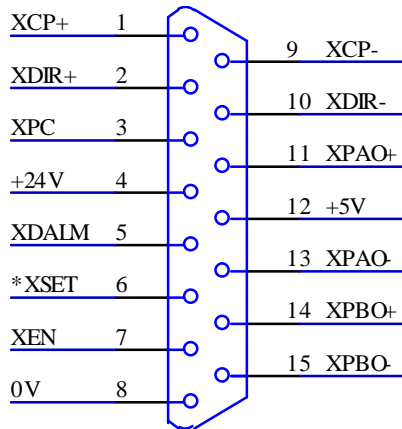 XCP+ 1
9 XCP-
XDIR+ 2
10 XDIR-
XPC 3
11 XPAO+
+24V 4
12 +5V
XDALM 5
13 XPAO-
*XSET 6
14 XPBO+
XEN 7
15 XPBO-
0V 8